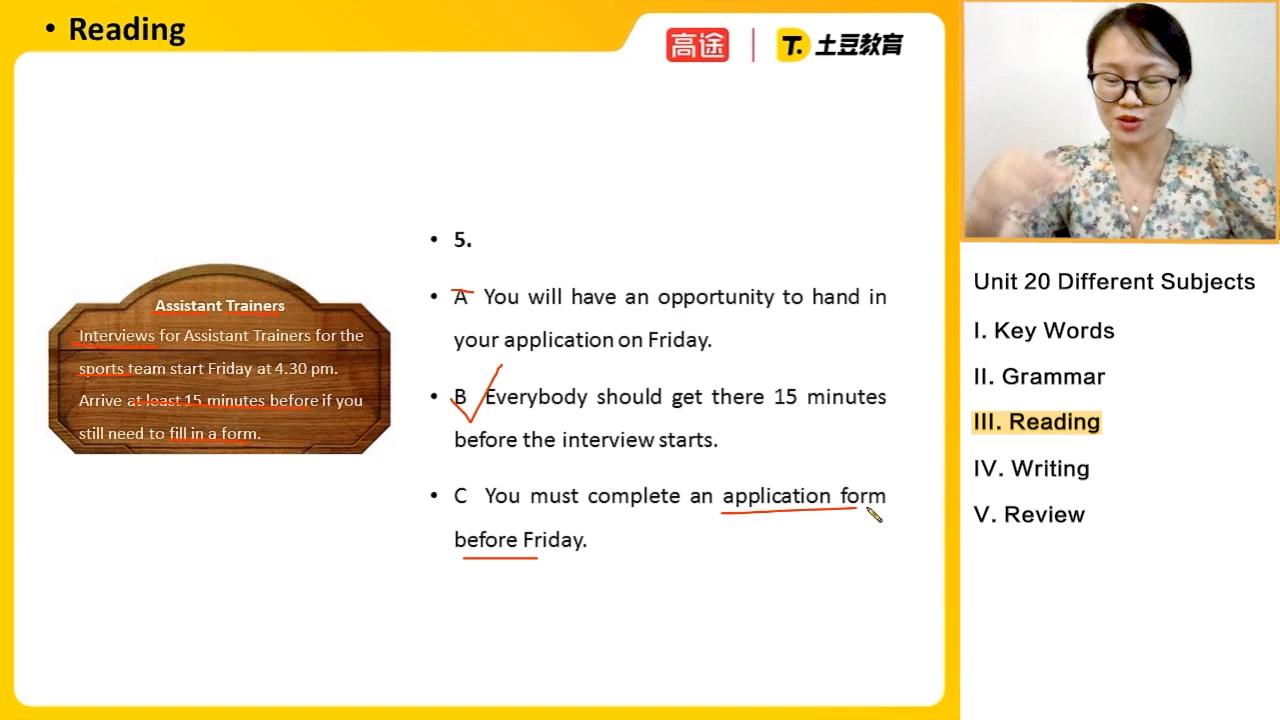 • Reading
高途
T. 土豆教育
Assistant Trainers
Interviews for Assistant Trainers for the
sports team start Friday at 4.30 pm.
Arrive at least 15 minutes before if you
still need to fill in a form.
• 5.
• A You will have an opportunity to hand in
your application on Friday.
• B Everybody should get there 15 minutes
before the interview starts.
• C You must complete an application form
before Friday.
Unit 20 Different Subjects
I. Key Words
II. Grammar
III. Reading
IV. Writing
V. Review